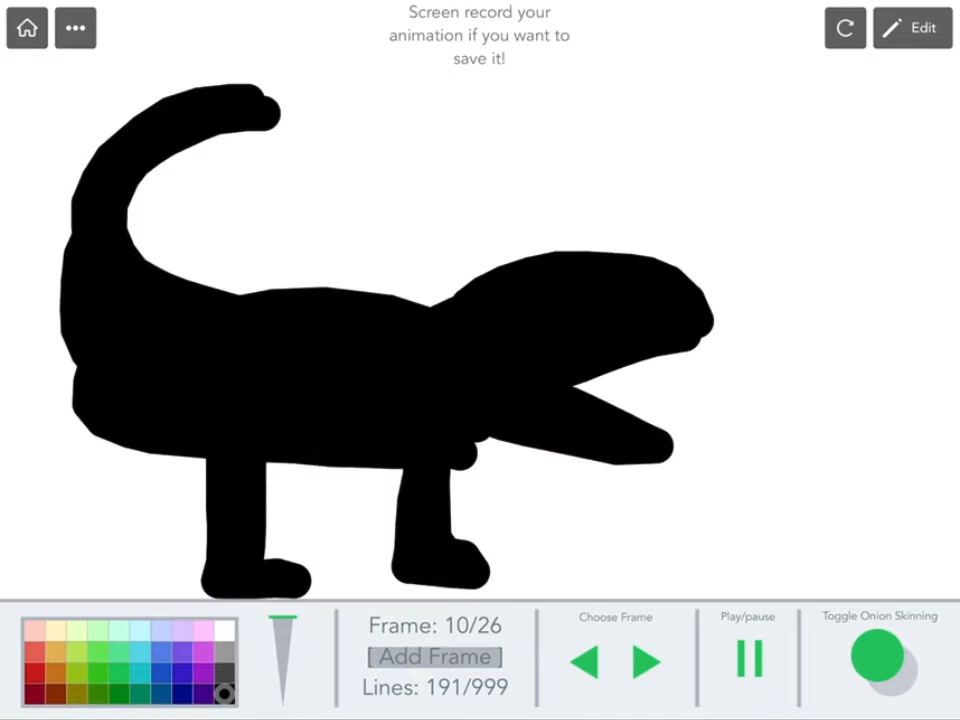 Screen record your
animation if you want to
save it!
Edit
Frame: 10/26
[Add Frame]
Lines: 191/999
Choose Frame
Play/pause
Toggle Onion Skinning